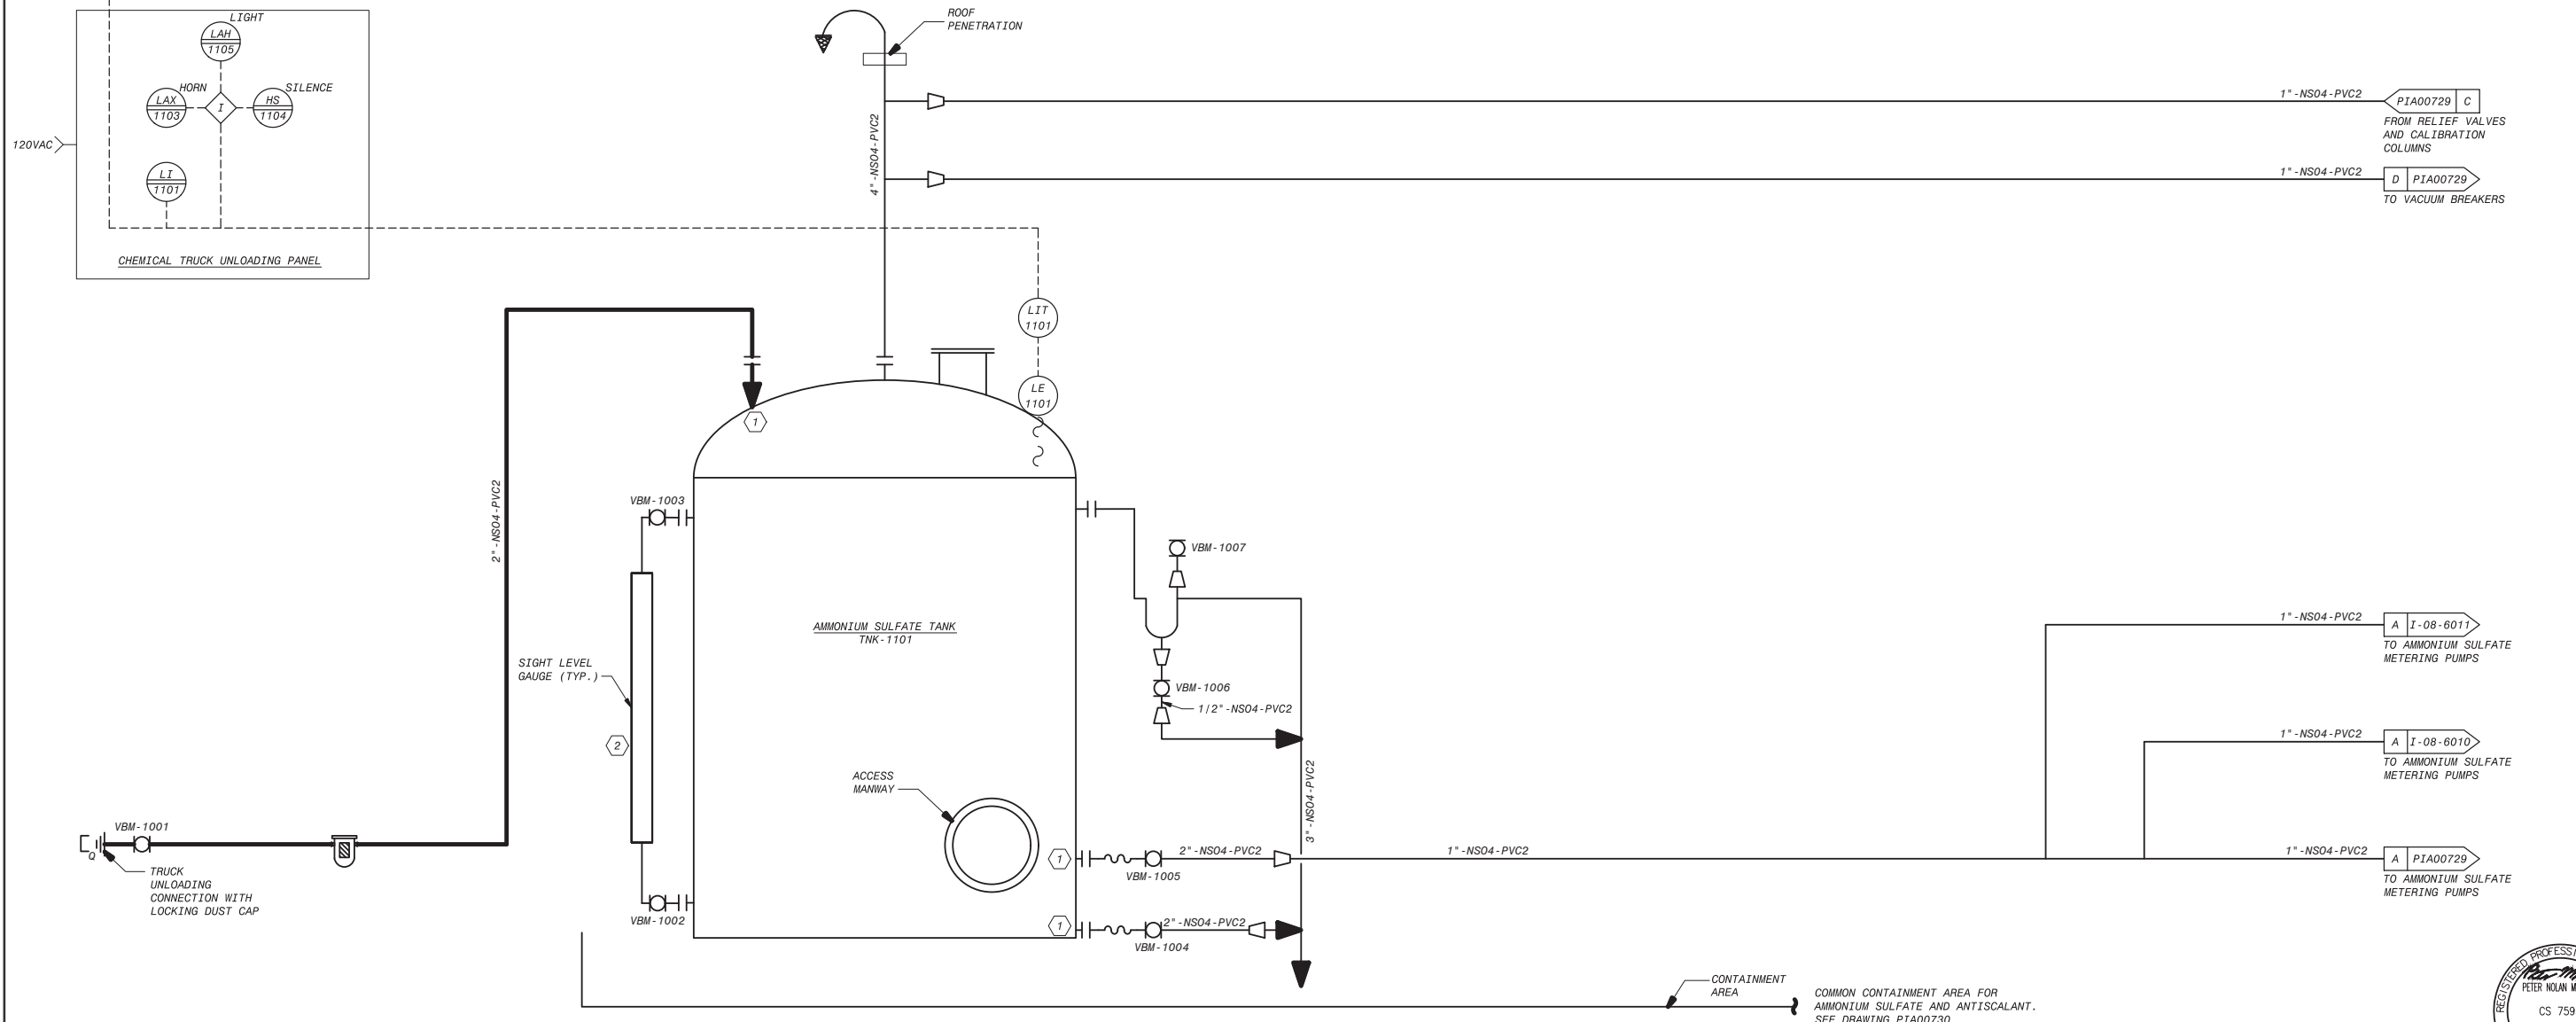 LIGHT
LAH
1105
HORN
SILENCE
LAX
1103
I
HS
1104
120VAC
LI
1101
CHEMICAL TRUCK UNLOADING PANEL
ROOF
PENETRATION
4"-NSO4-PVC2
1"-NSO4-PVC2
PIA00729 C
FROM RELIEF VALVES
AND CALIBRATION
COLUMNS
1"-NSO4-PVC2
D PIA00729
TO VACUUM BREAKERS
LIT
1101
LE
1101
1
2"-NSO4-PVC2
VBM-1003
VBM-1007
AMMONIUM SULFATE TANK
TNK-1101
SIGHT LEVEL
GAUGE (TYP.)
2
VBM-1006
1/2"-NSO4-PVC2
1"-NSO4-PVC2
A I-08-6011
TO AMMONIUM SULFATE
METERING PUMPS
1"-NSO4-PVC2
A I-08-6010
TO AMMONIUM SULFATE
METERING PUMPS
ACCESS
MANWAY
3"-NSO4-PVC2
VBM-1001
Q
TRUCK
UNLOADING
CONNECTION WITH
LOCKING DUST CAP
1
2"-NSO4-PVC2
VBM-1005
1"-NSO4-PVC2
1"-NSO4-PVC2
A PIA00729
TO AMMONIUM SULFATE
METERING PUMPS
VBM-1002
1
2"-NSO4-PVC2
VBM-1004
CONTAINMENT
AREA
COMMON CONTAINMENT AREA FOR
AMMONIUM SULFATE AND ANTISCALANT.
SEE DRAWING PIA00730
REGISTERED PROFESS
PETER NOLAN M
CS 759